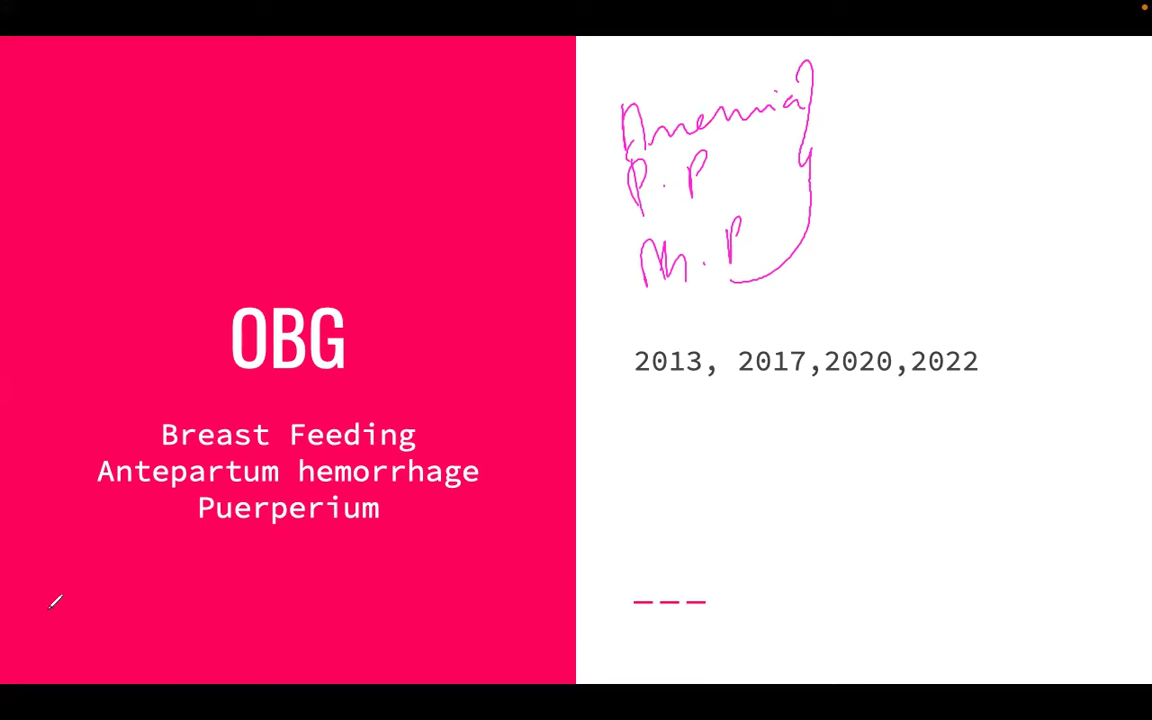 OBG
Breast Feeding
Antepartum hemorrhage
Puerperium
Anemia
P.P
M.P
2013, 2017,2020,2022